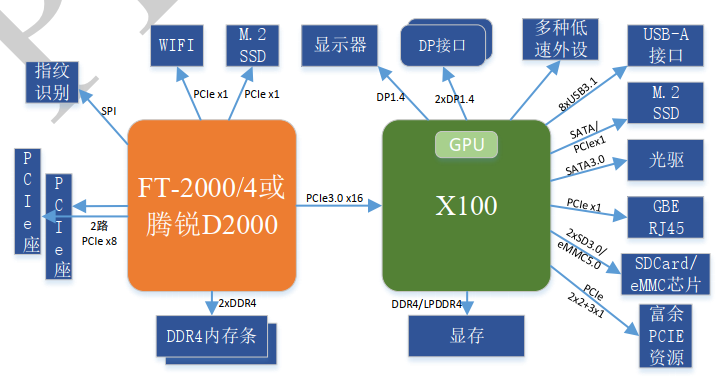 WIFI
M.2
SSD
显示器
DP接口
多种低
速外设
USB-A
接口
指纹
识别
PCIe x1
PCIe x1
DP1.4
2xDP1.4
8xUSB3.1
M.2
SSD
SPI
SATA/
PCIex1
GPU
SATA3.0
光驱
PCIe座
PCIe座
FT-2000/4或
腾锐D2000
PCIe3.0 x16
X100
PCIe x1
GBE
RJ45
2路
PCIe x8
2xSD3.0/
eMMC5.0
SDCard/
eMMC芯片
2xDDR4
DDR4/LPDDR4
PCIe
2x2+3x1
DDR4内存条
显存
富余
PCIE
资源